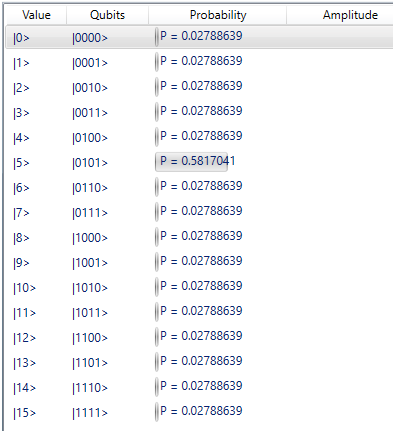 Value Qubits Probability Amplitude
|0> |0000> P = 0.02788639
|1> |0001> P = 0.02788639
|2> |0010> P = 0.02788639
|3> |0011> P = 0.02788639
|4> |0100> P = 0.02788639
|5> |0101> P = 0.5817041
|6> |0110> P = 0.02788639
|7> |0111> P = 0.02788639
|8> |1000> P = 0.02788639
|9> |1001> P = 0.02788639
|10> |1010> P = 0.02788639
|11> |1011> P = 0.02788639
|12> |1100> P = 0.02788639
|13> |1101> P = 0.02788639
|14> |1110> P = 0.02788639
|15> |1111> P = 0.02788639